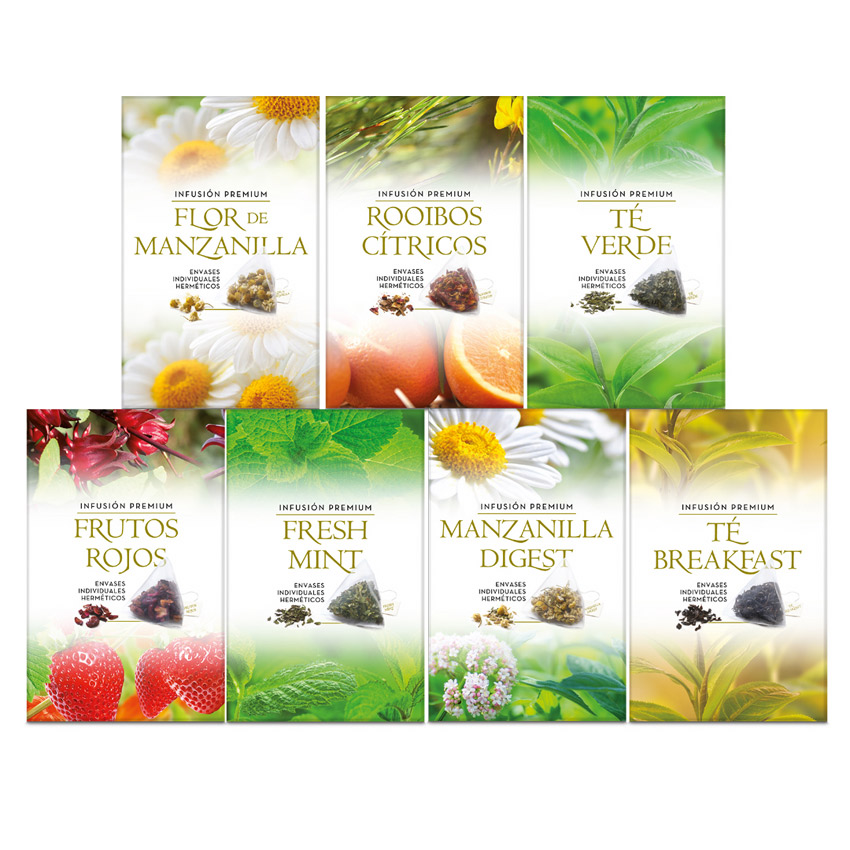 INFUSIÓN PREMIUM
FLOR DE
MANZANILLA
ENVASES
INDIVIDUALES
HERMÉTICOS
INFUSIÓN PREMIUM
ROOIBOS
CÍTRICOS
ENVASES
INDIVIDUALES
HERMÉTICOS
INFUSIÓN PREMIUM
TÉ
VERDE
ENVASES
INDIVIDUALES
HERMÉTICOS
INFUSIÓN PREMIUM
FRUTOS
ROJOS
ENVASES
INDIVIDUALES
HERMÉTICOS
INFUSIÓN PREMIUM
FRESH
MINT
ENVASES
INDIVIDUALES
HERMÉTICOS
INFUSIÓN PREMIUM
MANZANILLA
DIGEST
ENVASES
INDIVIDUALES
HERMÉTICOS
INFUSIÓN PREMIUM
TÉ
BREAKFAST
ENVASES
INDIVIDUALES
HERMÉTICOS